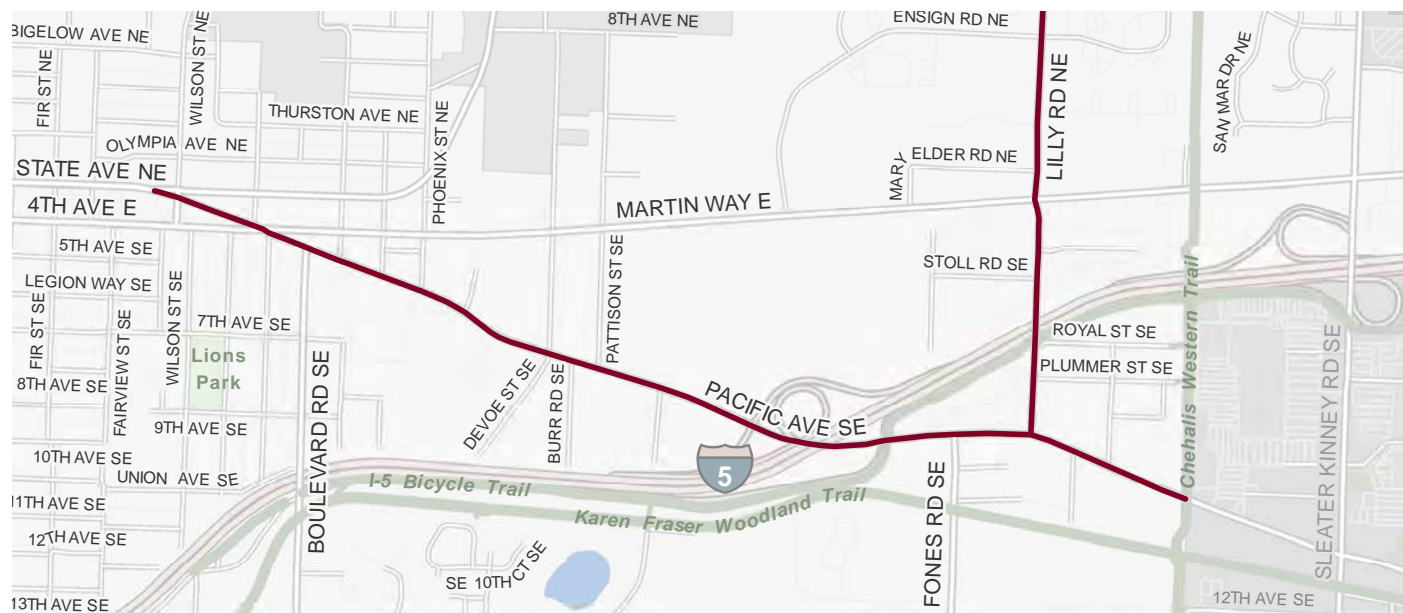 8TH AVE NE
ENSIGN RD NE
BIGELOW AVE NE
WILSON ST NE
FIR ST NE
THURSTON AVE NE
PHOENIX ST NE
LILLY RD NE
SAN MAR DR NE
OLYMPIA AVE NE
ELDER RD NE
MARY
STATE AVE NE
4TH AVE E
MARTIN WAY E
5TH AVE SE
LEGION WAY SE
STOLL RD SE
PATTISON ST SE
Chehalis Western Trail
FIR ST SE
FAIRVIEW ST SE
WILSON ST SE
7TH AVE SE
Lions
Park
BOULEVARD RD SE
ROYAL ST SE
PLUMMER ST SE
8TH AVE SE
DEVOE ST SE
BURR RD SE
PACIFIC AVE SE
SLEATER KINNEY RD SE
9TH AVE SE
10TH AVE SE
UNION AVE SE
5
I-5 Bicycle Trail
Karen Fraser Woodland Trail
FONES RD SE
11TH AVE SE
12TH AVE SE
SE 10TH CT SE
13TH AVE SE
12TH AVE SE